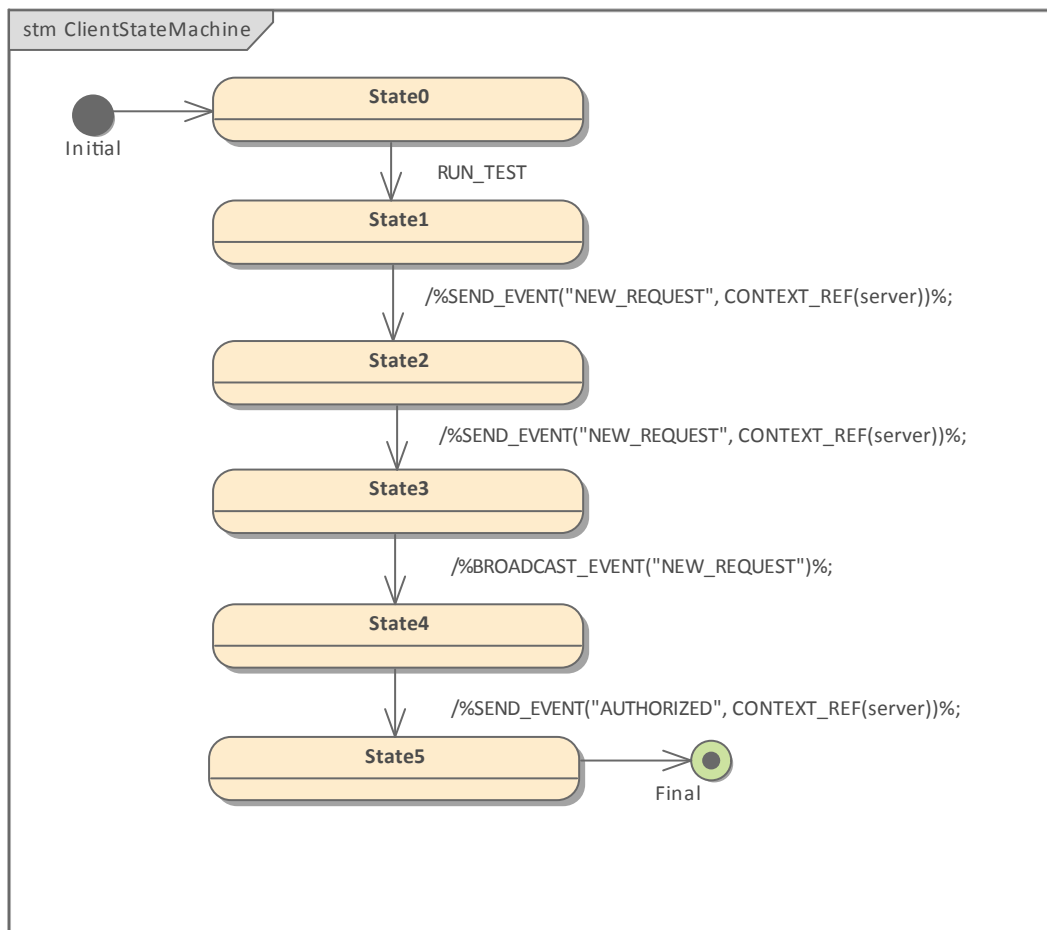 stm ClientStateMachine
State0
Initial
RUN_TEST
State1
/%SEND_EVENT("NEW_REQUEST", CONTEXT_REF(server))%;
State2
/%SEND_EVENT("NEW_REQUEST", CONTEXT_REF(server))%;
State3
/%BROADCAST_EVENT("NEW_REQUEST")%;
State4
/%SEND_EVENT("AUTHORIZED", CONTEXT_REF(server))%;
State5
Final